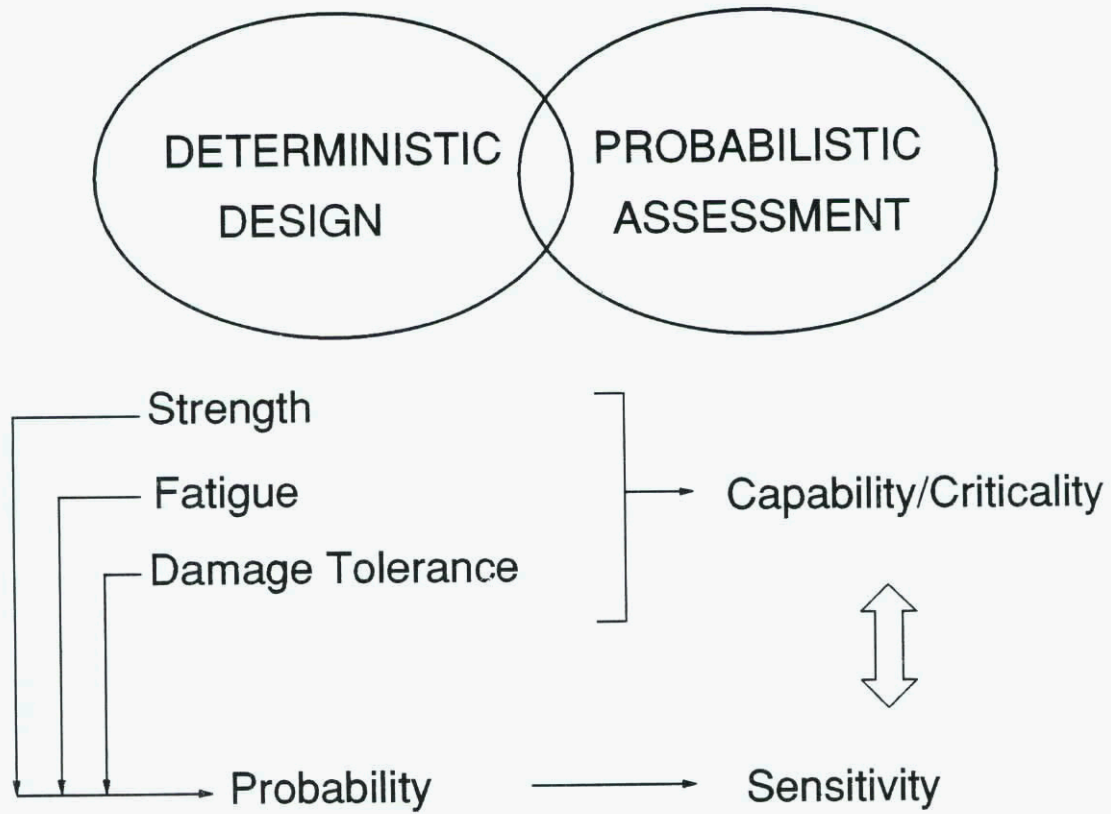 DETERMINISTIC
DESIGN
PROBABILISTIC
ASSESSMENT
Strength
Fatigue
Damage Tolerance
Capability/Criticality
Probability
Sensitivity